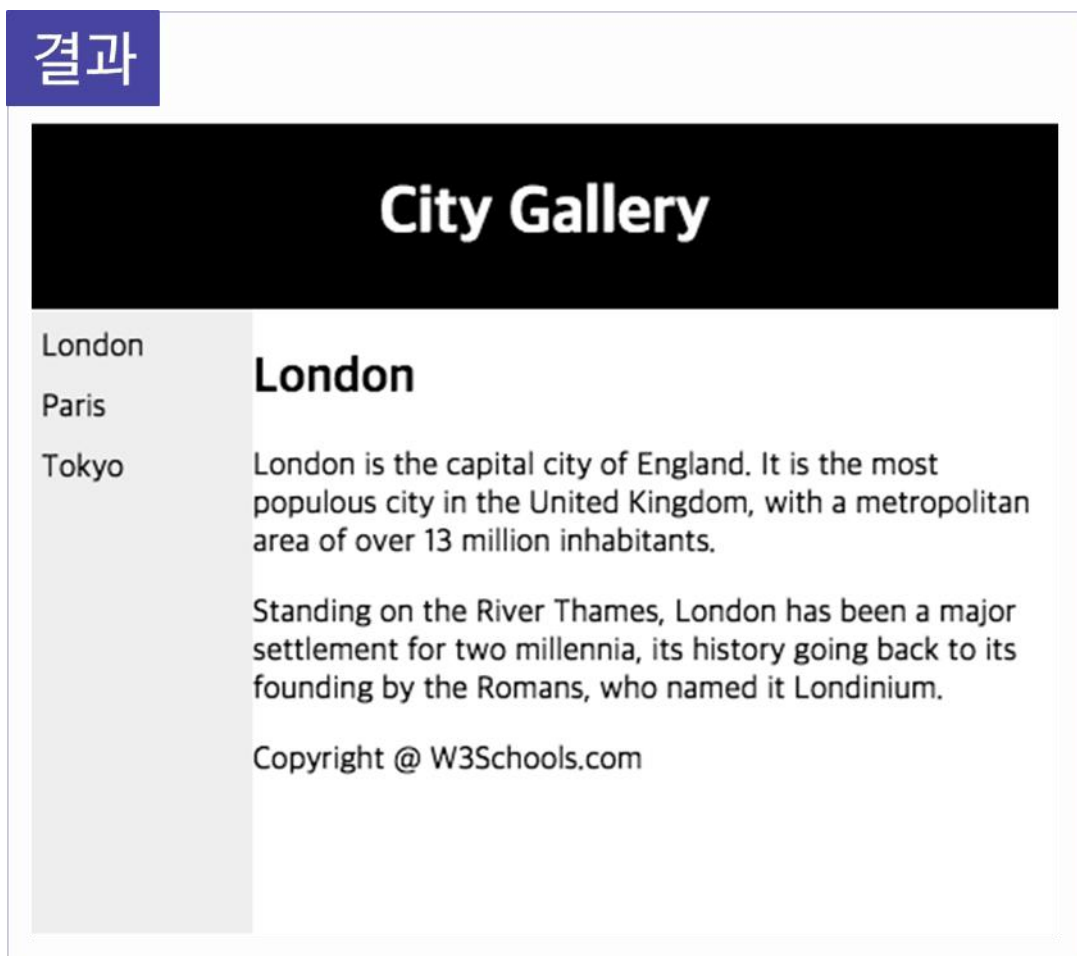 결과
City Gallery
London
Paris
Tokyo
London
London is the capital city of England. It is the most
populous city in the United Kingdom, with a metropolitan
area of over 13 million inhabitants.
Standing on the River Thames, London has been a major
settlement for two millennia, its history going back to its
founding by the Romans, who named it Londinium.
Copyright @ W3Schools.com